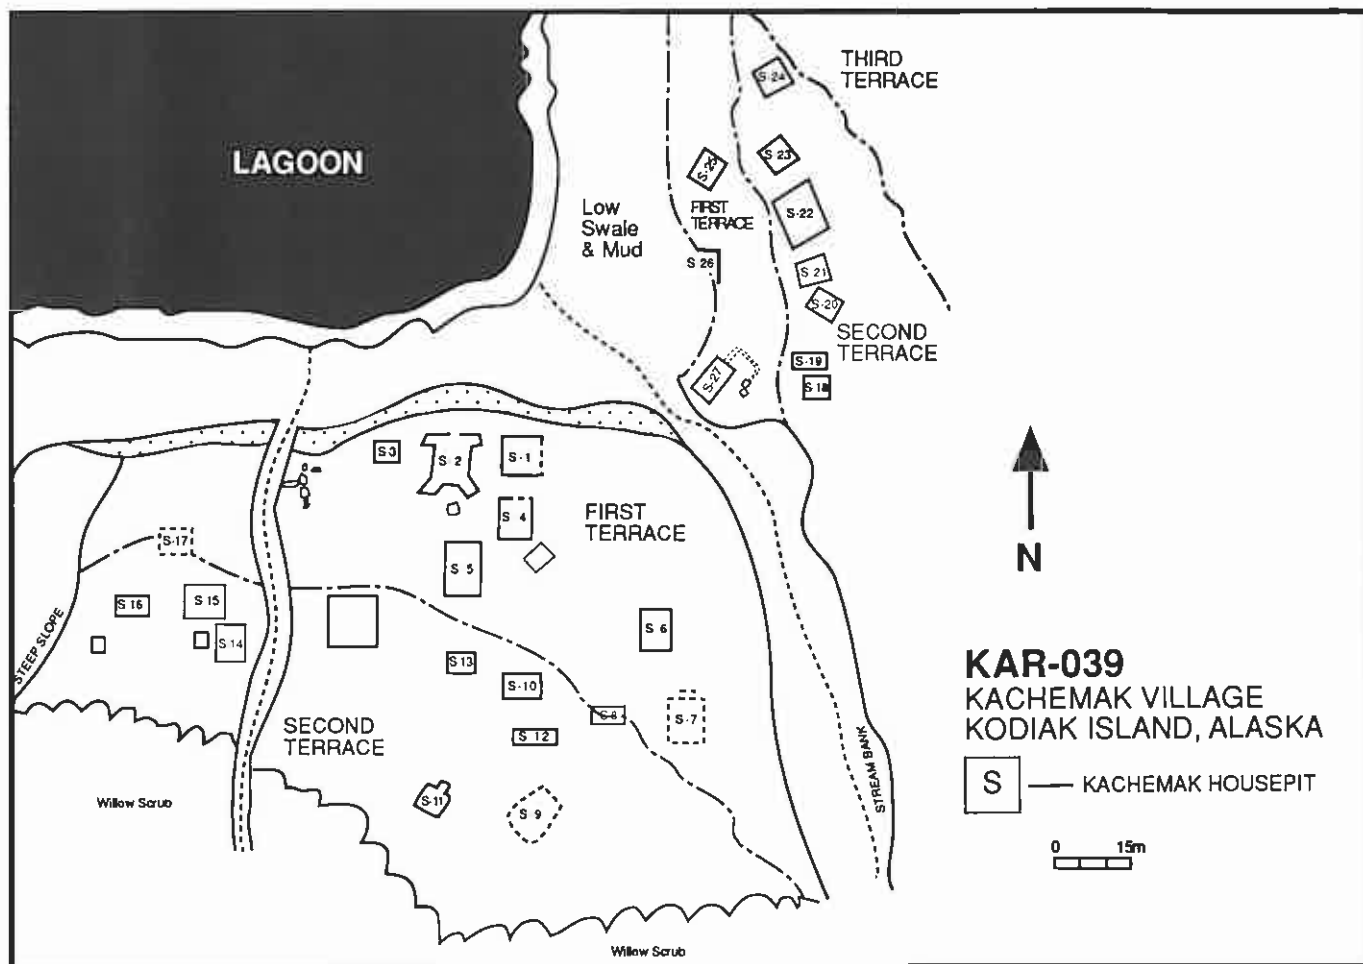 THIRD
TERRACE
S-24
LAGOON
S-23
S-25
Low
Swale
& Mud
FIRST
TERRACE
S-22
S 26
S 21
S-20
SECOND
TERRACE
S-19
S 18
S-27
S-3
S-2
S-1
S 4
FIRST
TERRACE
S-17
S 5
S 16
S 15
S-14
S 6
STEEP SLOPE
S 13
S-10
S-8
S-7
SECOND
TERRACE
S 12
S-11
S 9
STREAM BANK
Willow Scrub
Willow Scrub
N
KAR-039
KACHEMAK VILLAGE
KODIAK ISLAND, ALASKA
S
KACHEMAK HOUSEPIT
0 15m